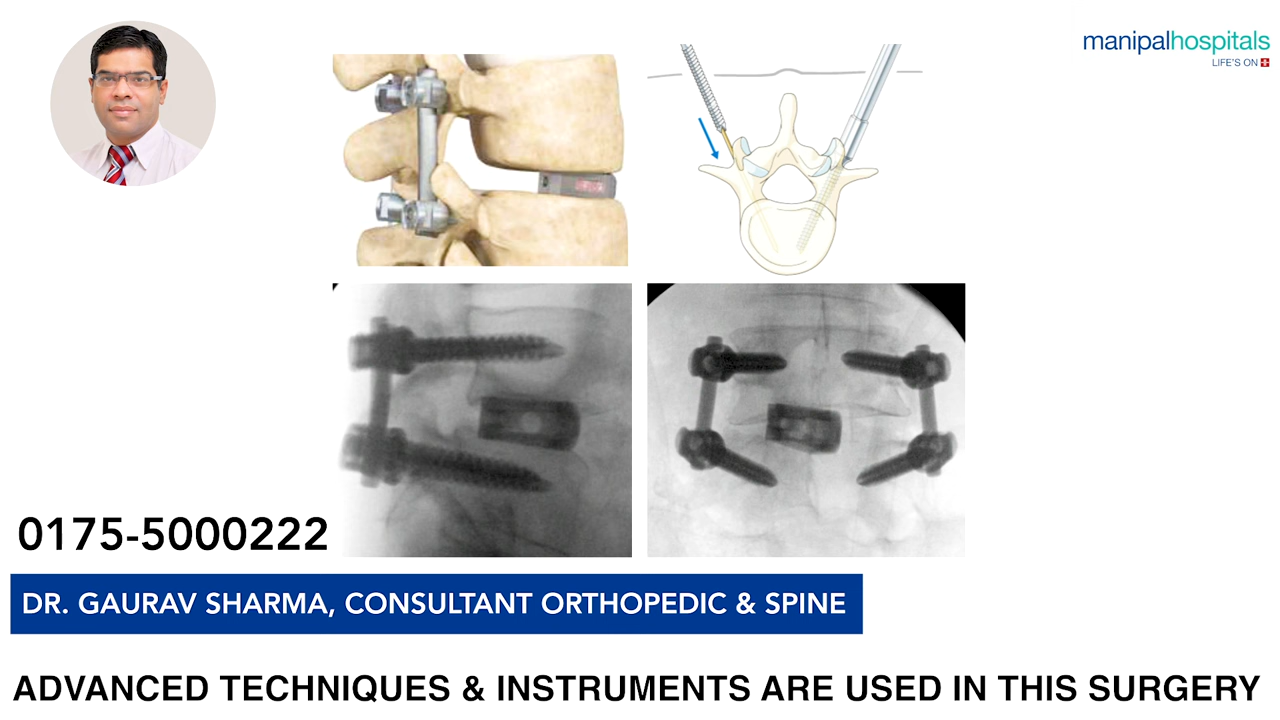 manipalhospitals
LIFE'S ON
0175-5000222
DR. GAURAV SHARMA, CONSULTANT ORTHOPEDIC & SPINE
ADVANCED TECHNIQUES & INSTRUMENTS ARE USED IN THIS SURGERY